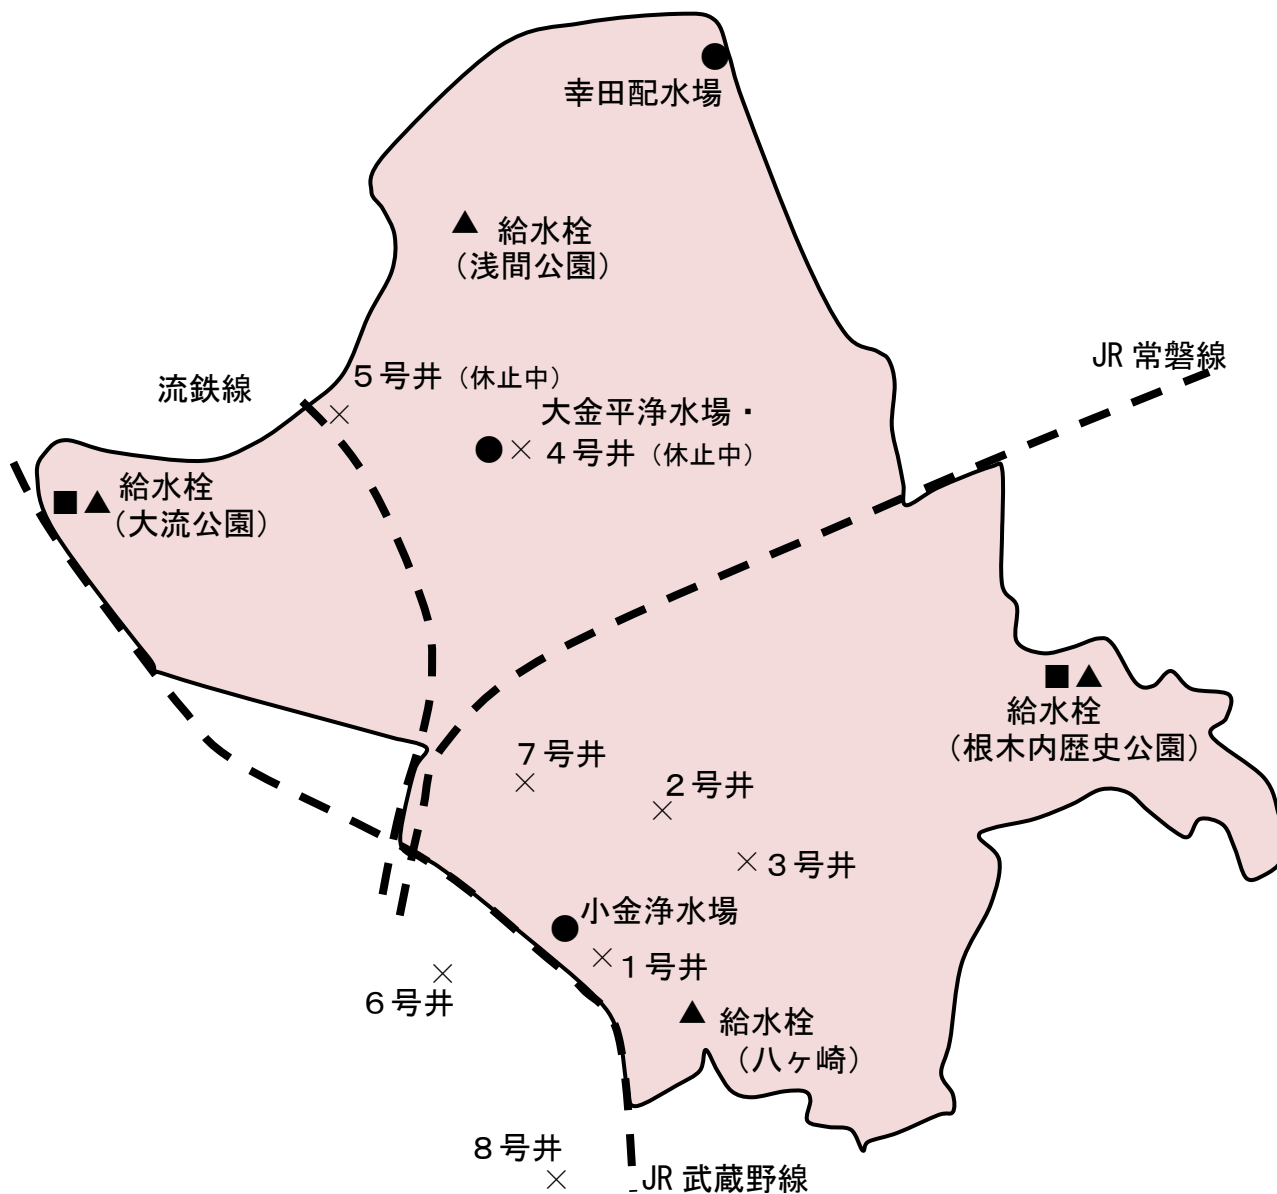 幸田配水場
給水栓
（浅間公園）
JR 常磐線
５号井（休止中）
流鉄線
大金平浄水場・
４号井（休止中）
給水栓
（大流公園）
給水栓
（根木内歴史公園）
７号井
２号井
３号井
小金浄水場
１号井
６号井
給水栓
（八ヶ崎）
８号井
JR 武蔵野線